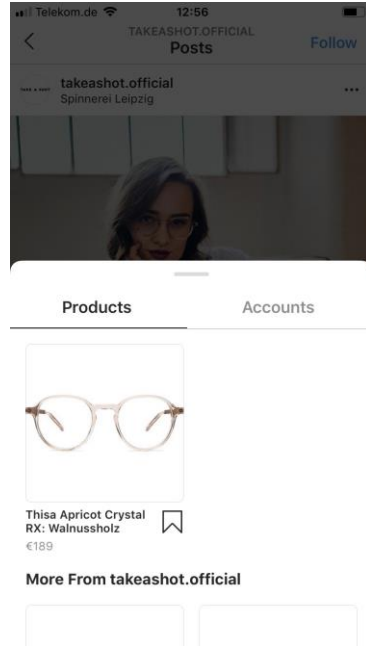 Telekom.de 12:56
TAKEASHOT.OFFICIAL
Posts
Follow
takeashot.official
Spinnerei Leipzig
Products
Accounts
Thisa Apricot Crystal
RX: Walnussholz
€189
More From takeashot.official